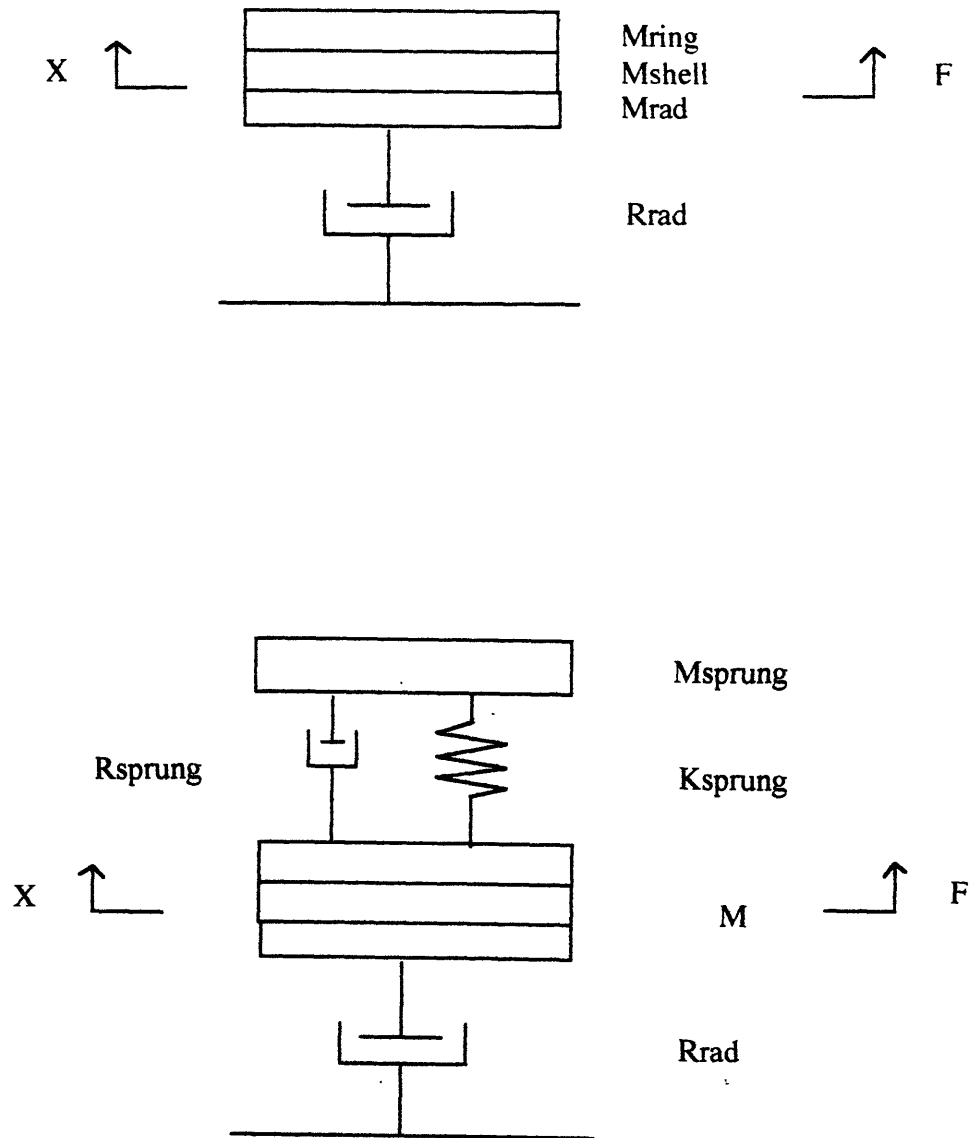 Mring
X
Mshell
F
Mrad
Rrad
Msprung
Rsprung
Ksprung
X
M
F
Rrad